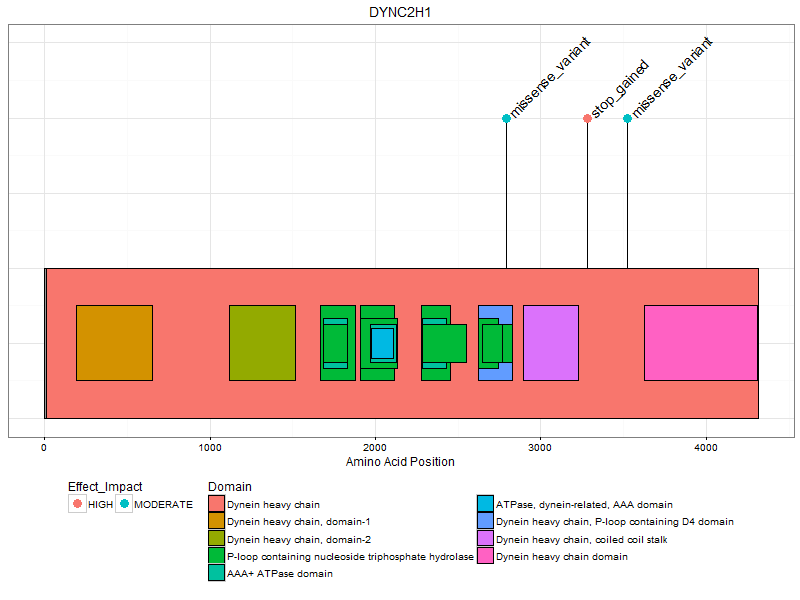 DYNC2H1
missense_variant
stop_gained
missense_variant
0 1000 2000 3000 4000
Amino Acid Position
Effect_Impact
HIGH MODERATE
Domain
Dynein heavy chain
Dynein heavy chain, domain-1
Dynein heavy chain, domain-2
P-loop containing nucleoside triphosphate hydrolase
AAA+ ATPase domain
ATPase, dynein-related, AAA domain
Dynein heavy chain, P-loop containing D4 domain
Dynein heavy chain, coiled coil stalk
Dynein heavy chain domain